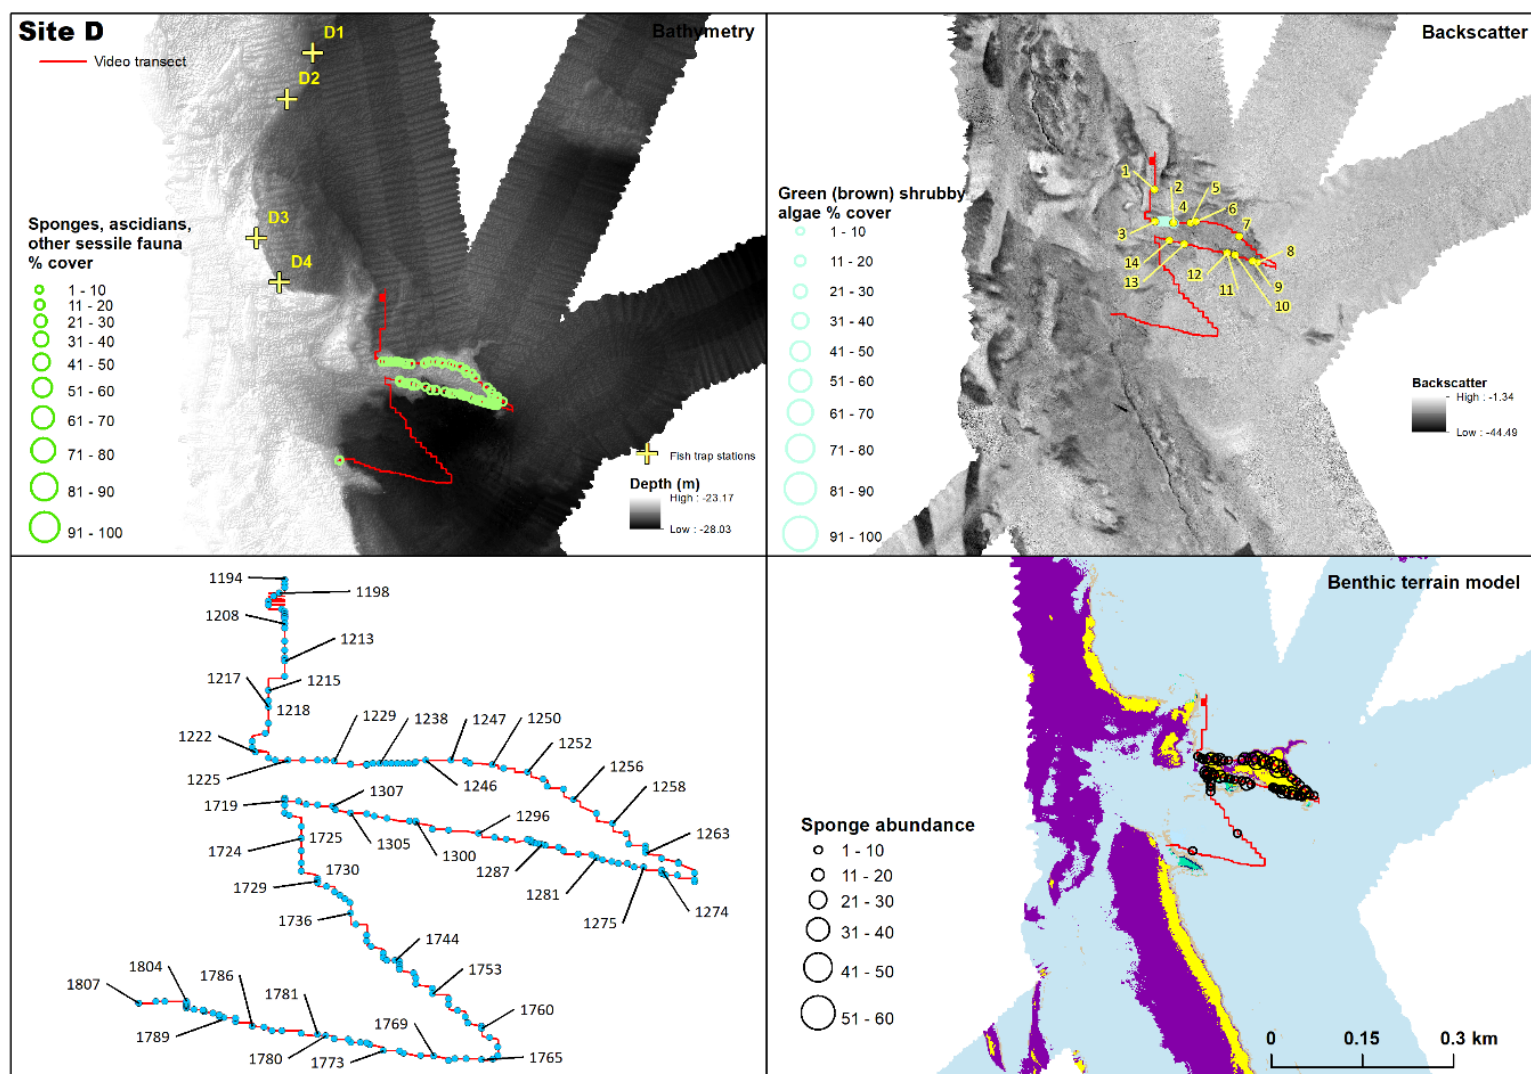 Site D
Video transect
Bathymetry
D1
D2
D3
D4
Sponges, ascidians,
other sessile fauna
% cover
1 - 10
11 - 20
21 - 30
31 - 40
41 - 50
51 - 60
61 - 70
71 - 80
81 - 90
91 - 100
Fish trap stations
Depth (m)
High : -23.17
Low : -28.03
Backscatter
Green (brown) shrubby
algae % cover
1 - 10
11 - 20
21 - 30
31 - 40
41 - 50
51 - 60
61 - 70
71 - 80
81 - 90
91 - 100
1
2
5
4
6
3
7
8
14
12
9
13
11
10
Backscatter
High : -1.34
Low : -44.49
1194
1198
1208
1213
1217
1215
1218
1222
1229
1238
1247
1250
1252
1225
1246
1256
1258
1719
1307
1296
1263
1725
1305
1300
1724
1287
1281
1274
1730
1275
1729
1736
1744
1753
1804
1786
1781
1760
1807
1769
1789
1780
1773
1765
Benthic terrain model
Sponge abundance
1 - 10
11 - 20
21 - 30
31 - 40
41 - 50
51 - 60
0 0.15 0.3 km